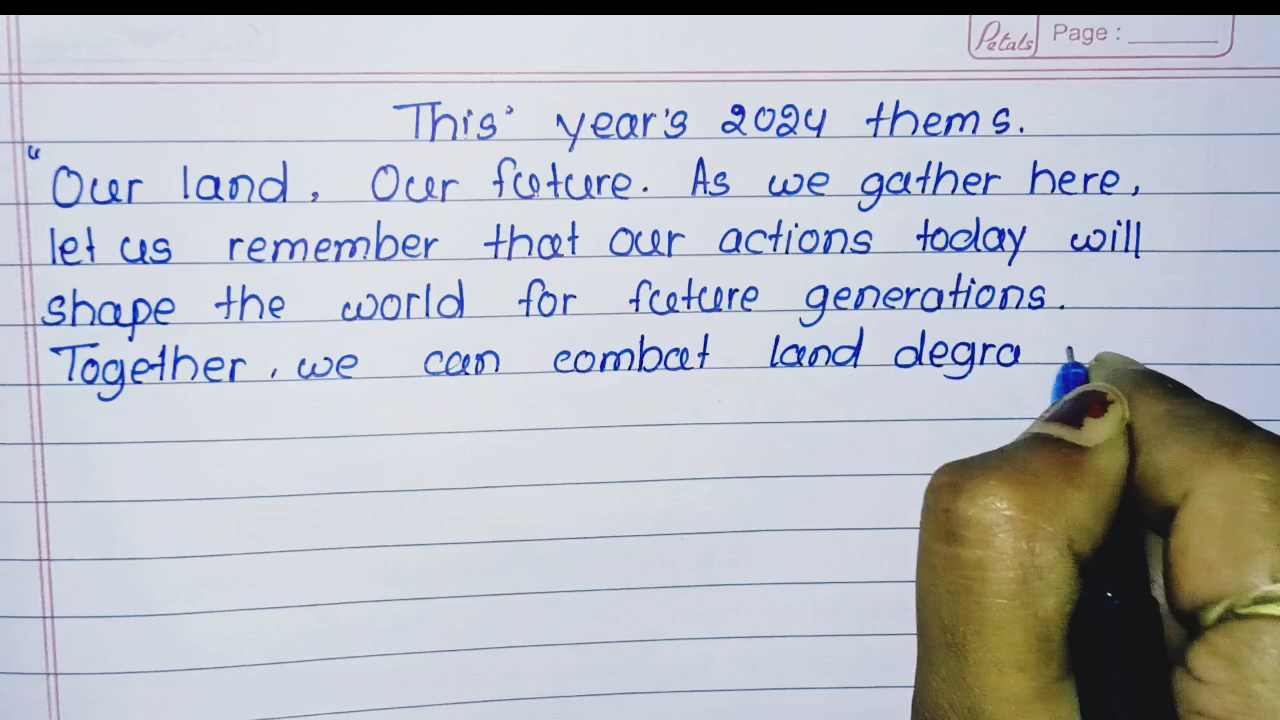 Petals Page :
This' year's 2024 thems.
"Our land, Our future. As we gather here,
let us remember that our actions today will
shape the world for future generations.
Together, we can combat land degra